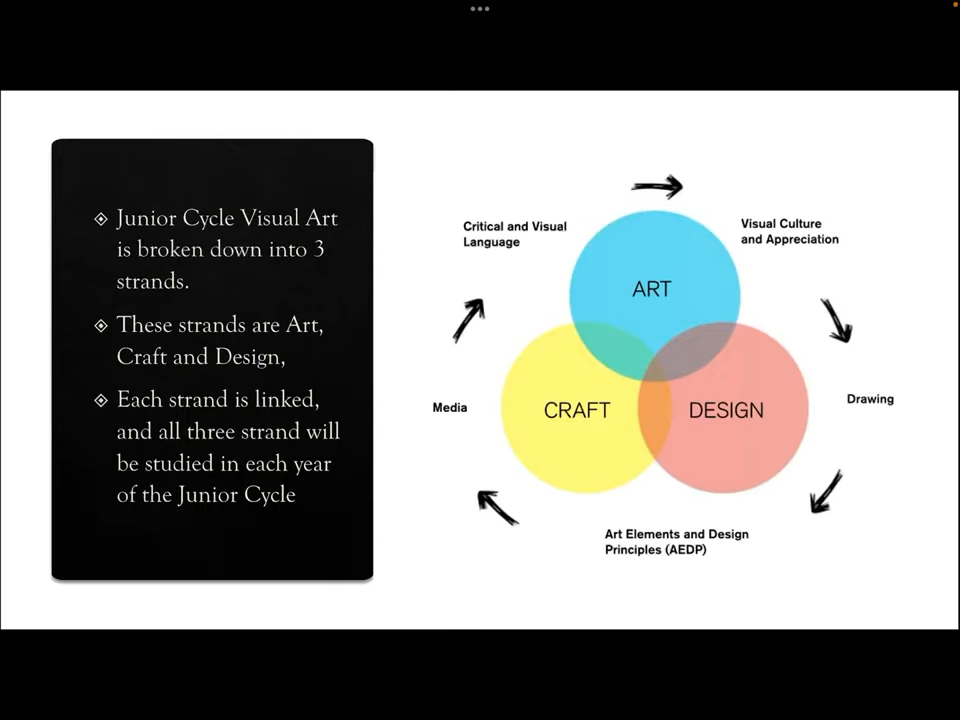 Junior Cycle Visual Art
is broken down into 3
strands.
These strands are Art,
Craft and Design,
Each strand is linked,
and all three strand will
be studied in each year
of the Junior Cycle
Critical and Visual
Language
Visual Culture
and Appreciation
ART
Media
CRAFT
DESIGN
Drawing
Art Elements and Design
Principles (AEDP)